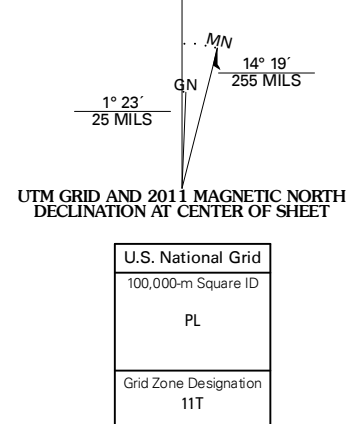 MN
14° 19´
255 MILS
GN
1° 23´
25 MILS
UTM GRID AND 2011 MAGNETIC NORTH
DECLINATION AT CENTER OF SHEET
U.S. National Grid
100,000-m Square ID
PL
Grid Zone Designation
11T